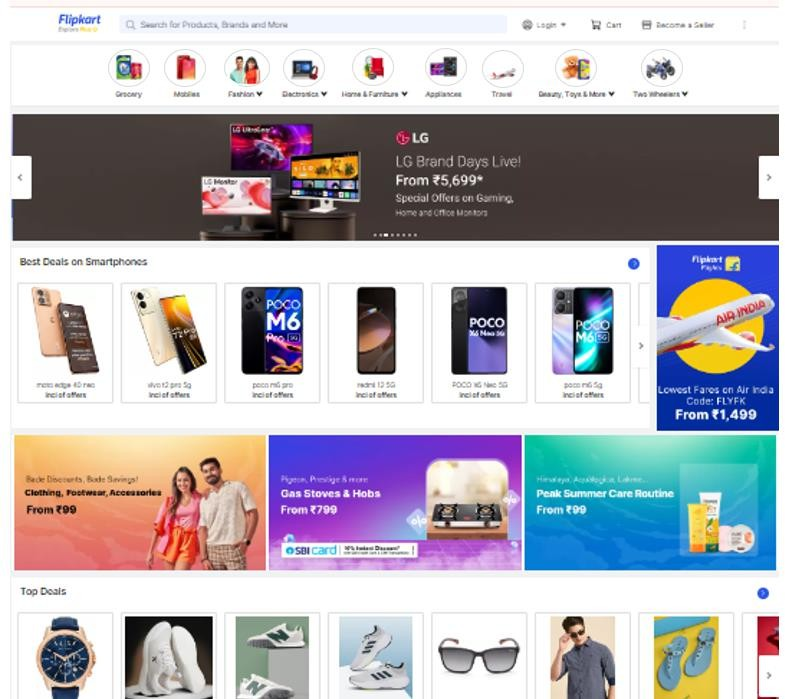 Flipkart
Explore Plus
Search for Products, Brands and More
Login
Cart
Become a Seller
Grocery
Mobiles
Fashion
Electronics
Home & Furniture
Appliances
Travel
Beauty, Toys & More
Two Wheelers
LG UltraGear
LG Monitor
LG
LG Brand Days Live!
From ₹5,699*
Special Offers on Gaming,
Home and Office Monitors
Best Deals on Smartphones
moto edge 40 neo
Incl of offers
vivo t2 pro 5g
Incl of offers
POCO
M6
Pro 5G
poco m6 pro
Incl of offers
redmi 12 5G
Incl of offers
POCO
X6 Neo 5G
POCO X6 Neo 5G
Incl of offers
POCO
M6 5G
poco m6 5g
Incl of offers
Flipkart
Flights
AIR INDIA
Lowest Fares on Air India
Code: FLYFK
From ₹1,499
Bade Discounts, Bade Savings!
Clothing, Footwear, Accessories
From ₹99
Pigeon, Prestige & more
Gas Stoves & Hobs
From ₹799
SBI card
10% Instant Discount*
Himalaya, Aqualogica, Lakme...
Peak Summer Care Routine
From ₹99
Top Deals